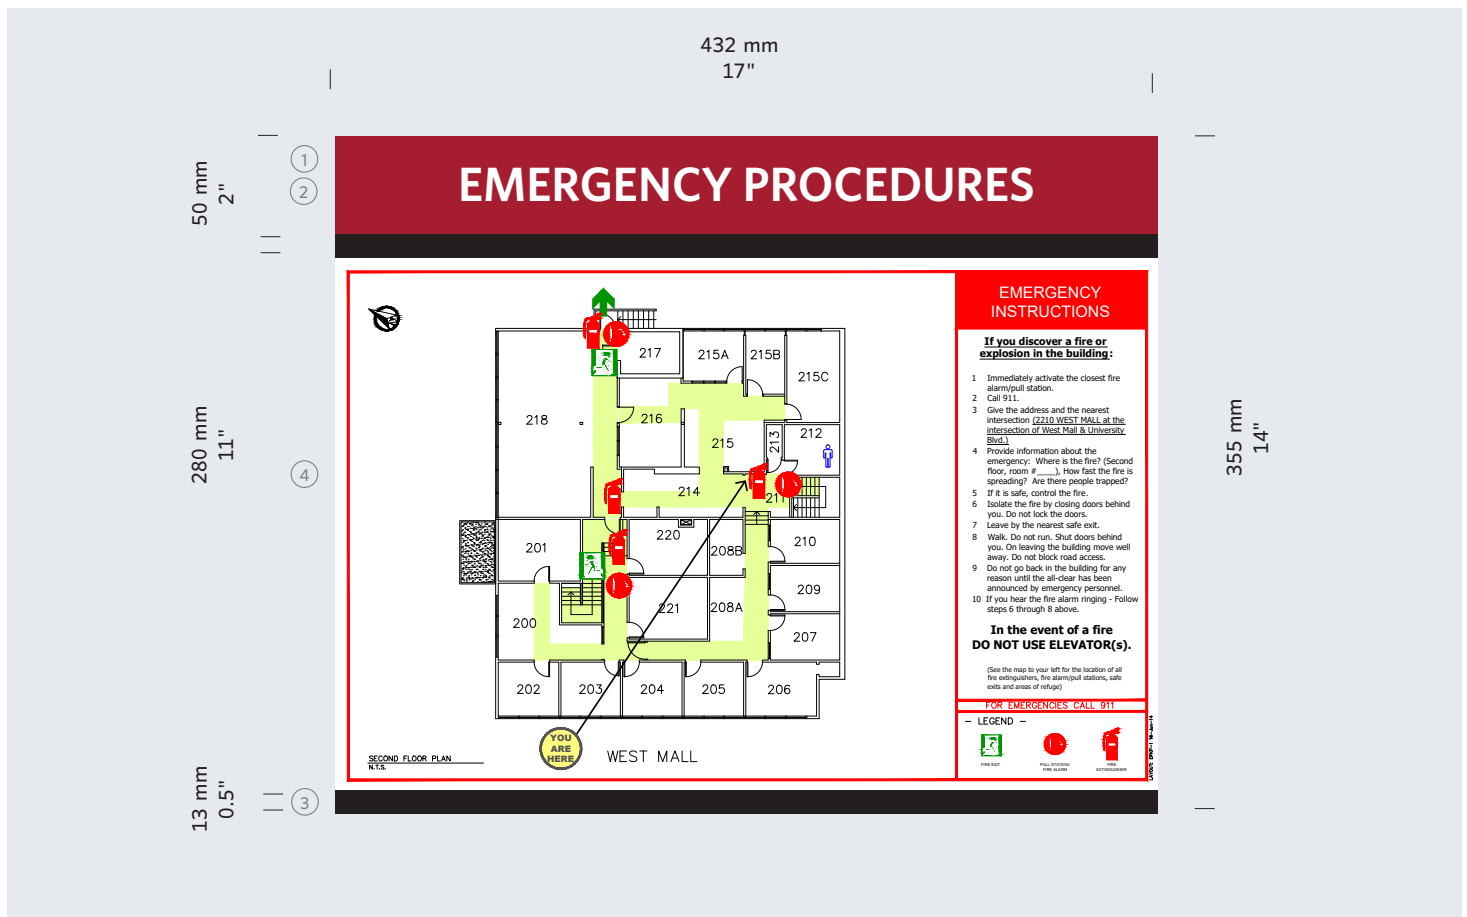 432 mm
17"
50 mm
2"
1
2
EMERGENCY PROCEDURES
280 mm
11"
4
355 mm
14"
13 mm
0.5"
3
217
215A
215B
215C
218
216
215
213
212
214
211
201
220
208B
210
200
221
208A
209
207
202
203
204
205
206
YOU
ARE
HERE
WEST MALL
SECOND FLOOR PLAN
N.T.S.
EMERGENCY
INSTRUCTIONS
If you discover a fire or
explosion in the building:
1 Immediately activate the closest fire
alarm/pull station.
2 Call 911.
3 Give the address and the nearest
intersection (2210 WEST MALL at the
intersection of West Mall & University
Blvd.)
4 Provide information about the
emergency: Where is the fire? (Second
floor, room #____), How fast the fire is
spreading? Are there people trapped?
5 If it is safe, control the fire.
6 Isolate the fire by closing doors behind
you. Do not lock the doors.
7 Leave by the nearest safe exit.
8 Walk. Do not run. Shut doors behind
you. On leaving the building move well
away. Do not block road access.
9 Do not go back in the building for any
reason until the all-clear has been
announced by emergency personnel.
10 If you hear the fire alarm ringing - Follow
steps 6 through 8 above.
In the event of a fire
DO NOT USE ELEVATOR(s).
(See the map to your left for the location of all
fire extinguishers, fire alarm/pull stations, safe
exits and areas of refuge)
FOR EMERGENCIES CALL 911
- LEGEND -
FIRE EXIT
PULL STATION/
FIRE ALARM
FIRE
EXTINGUISHER